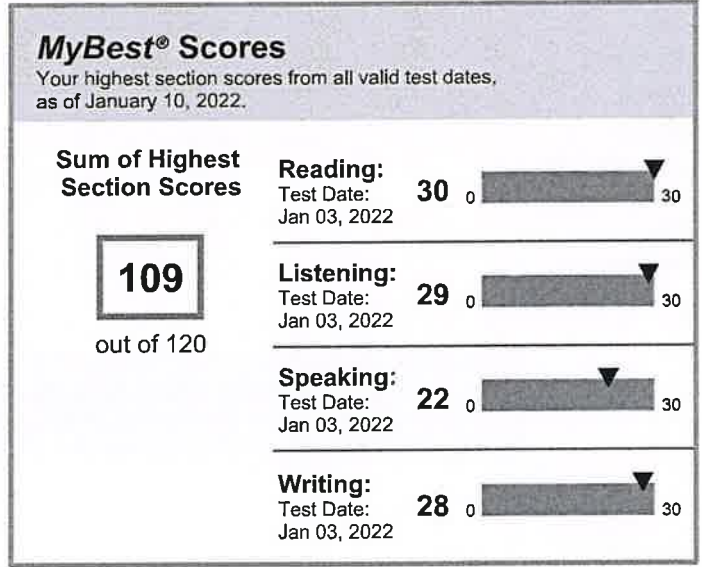 MyBest® Scores
Your highest section scores from all valid test dates,
as of January 10, 2022.
Sum of Highest
Section Scores
109
out of 120
Reading:
Test Date:
Jan 03, 2022
30
0
30
Listening:
Test Date:
Jan 03, 2022
29
0
30
Speaking:
Test Date:
Jan 03, 2022
22
0
30
Writing:
Test Date:
Jan 03, 2022
28
0
30